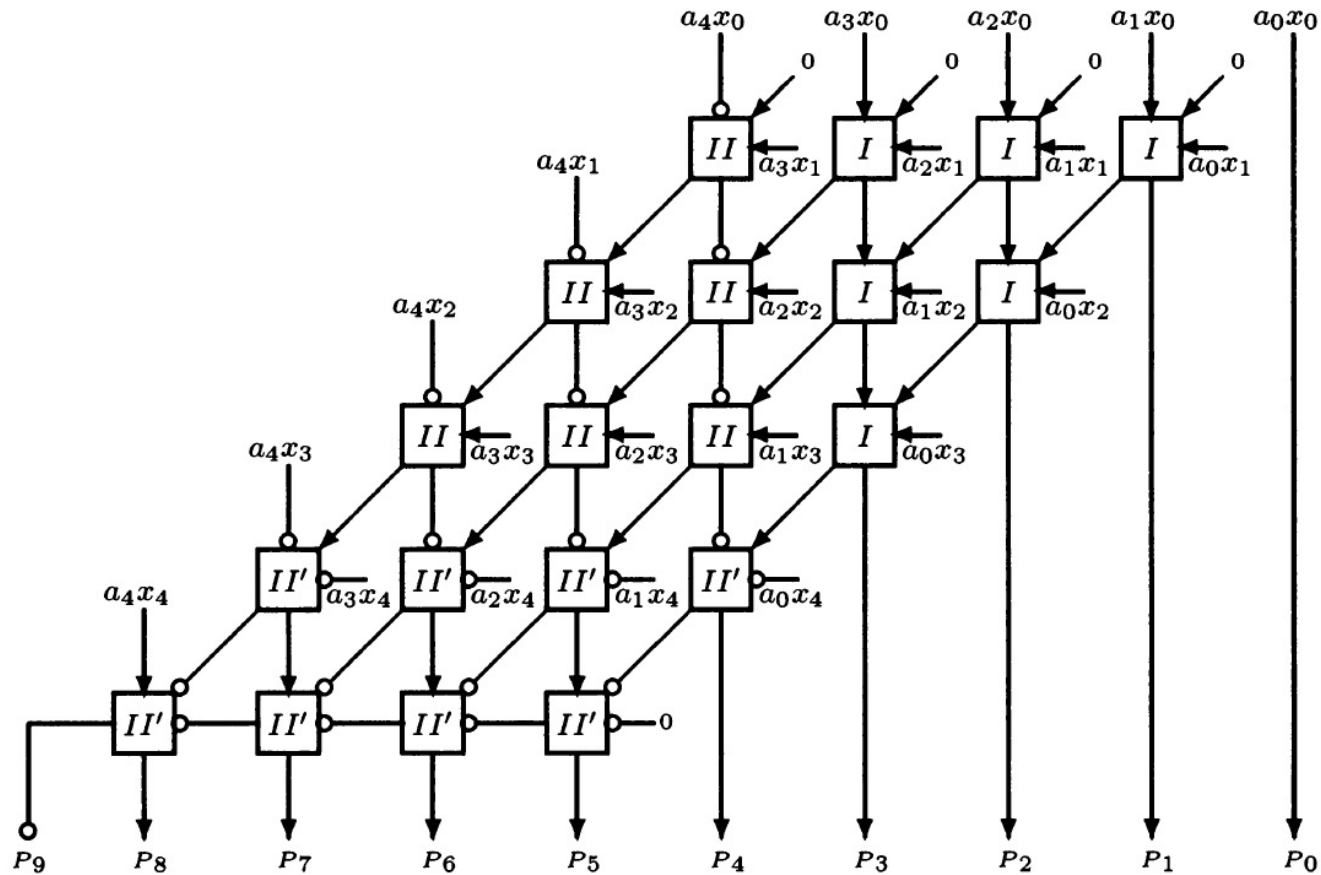 a₄x₀ a₃x₀ a₂x₀ a₁x₀ a₀x₀
0 0 0 0
II I I I
a₄x₁ a₃x₁ a₂x₁ a₁x₁ a₀x₁
II II I I
a₄x₂ a₃x₂ a₂x₂ a₁x₂ a₀x₂
II II II I
a₄x₃ a₃x₃ a₂x₃ a₁x₃ a₀x₃
II′ II′ II′ II′
a₄x₄ a₃x₄ a₂x₄ a₁x₄ a₀x₄
II′ II′ II′ II′ 0
P₉ P₈ P₇ P₆ P₅ P₄ P₃ P₂ P₁ P₀